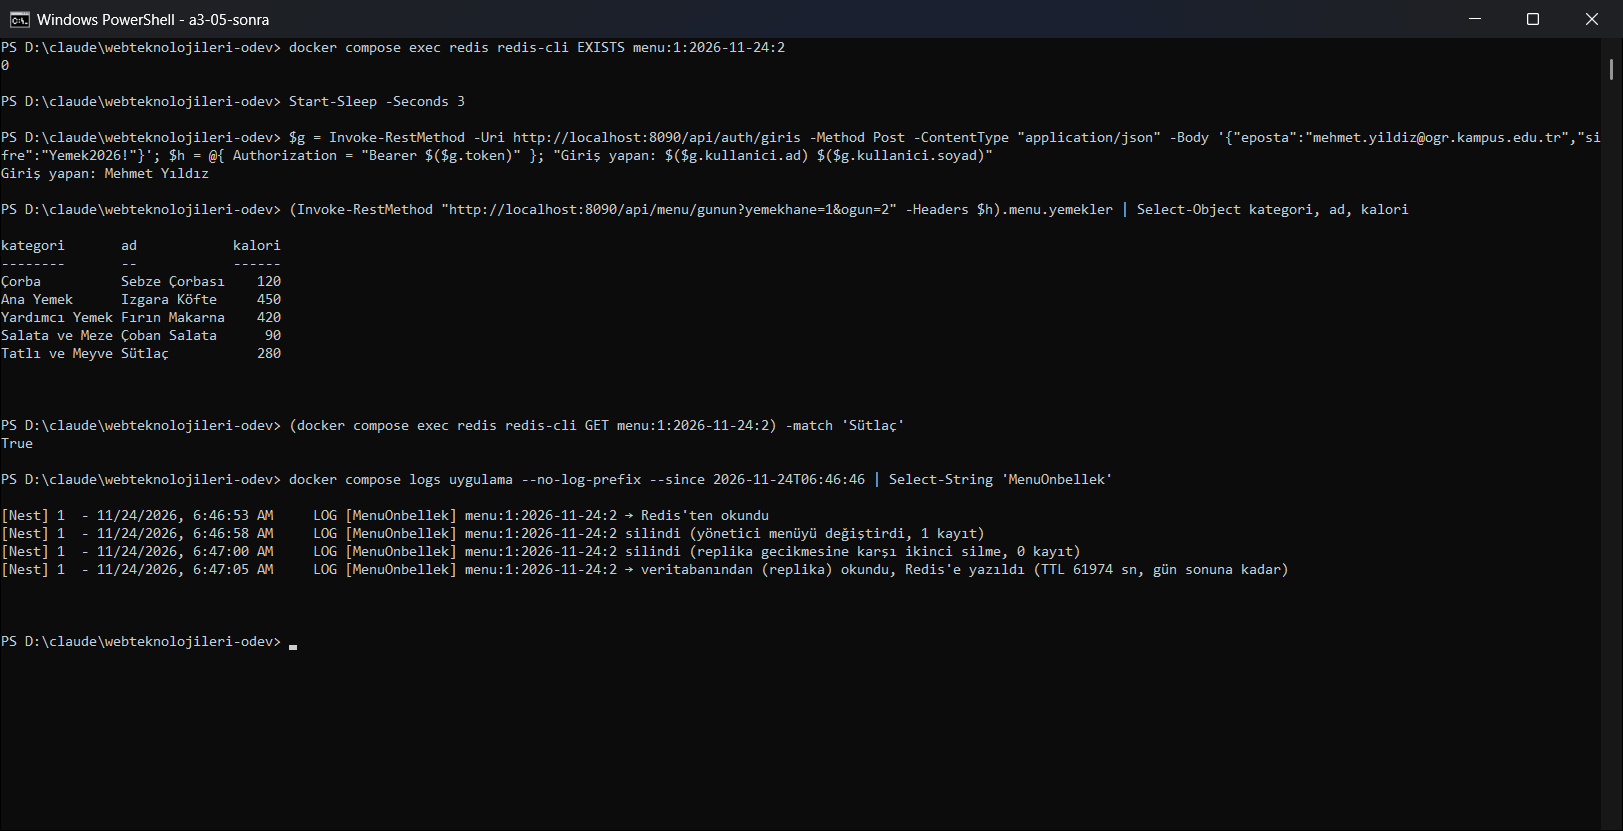 Windows PowerShell - a3-05-sonra
PS D:\claude\webteknolojileri-odev> docker compose exec redis redis-cli EXISTS menu:1:2026-11-24:2
0
PS D:\claude\webteknolojileri-odev> Start-Sleep -Seconds 3
PS D:\claude\webteknolojileri-odev> $g = Invoke-RestMethod -Uri http://localhost:8090/api/auth/giris -Method Post -ContentType "application/json" -Body '{"eposta":"mehmet.yildiz@ogr.kampus.edu.tr","si
fre":"Yemek2026!"}'; $h = @{ Authorization = "Bearer $($g.token)" }; "Giriş yapan: $($g.kullanici.ad) $($g.kullanici.soyad)"
Giriş yapan: Mehmet Yıldız
PS D:\claude\webteknolojileri-odev> (Invoke-RestMethod "http://localhost:8090/api/menu/gunun?yemekhane=1&ogun=2" -Headers $h).menu.yemekler | Select-Object kategori, ad, kalori
kategori       ad            kalori
--------       --            ------
Çorba          Sebze Çorbası    120
Ana Yemek      Izgara Köfte     450
Yardımcı Yemek Fırın Makarna    420
Salata ve Meze Çoban Salata      90
Tatlı ve Meyve Sütlaç           280
PS D:\claude\webteknolojileri-odev> (docker compose exec redis redis-cli GET menu:1:2026-11-24:2) -match 'Sütlaç'
True
PS D:\claude\webteknolojileri-odev> docker compose logs uygulama --no-log-prefix --since 2026-11-24T06:46:46 | Select-String 'MenuOnbellek'
[Nest] 1  - 11/24/2026, 6:46:53 AM     LOG [MenuOnbellek] menu:1:2026-11-24:2 → Redis'ten okundu
[Nest] 1  - 11/24/2026, 6:46:58 AM     LOG [MenuOnbellek] menu:1:2026-11-24:2 silindi (yönetici menüyü değiştirdi, 1 kayıt)
[Nest] 1  - 11/24/2026, 6:47:00 AM     LOG [MenuOnbellek] menu:1:2026-11-24:2 silindi (replika gecikmesine karşı ikinci silme, 0 kayıt)
[Nest] 1  - 11/24/2026, 6:47:05 AM     LOG [MenuOnbellek] menu:1:2026-11-24:2 → veritabanından (replika) okundu, Redis'e yazıldı (TTL 61974 sn, gün sonuna kadar)
PS D:\claude\webteknolojileri-odev>